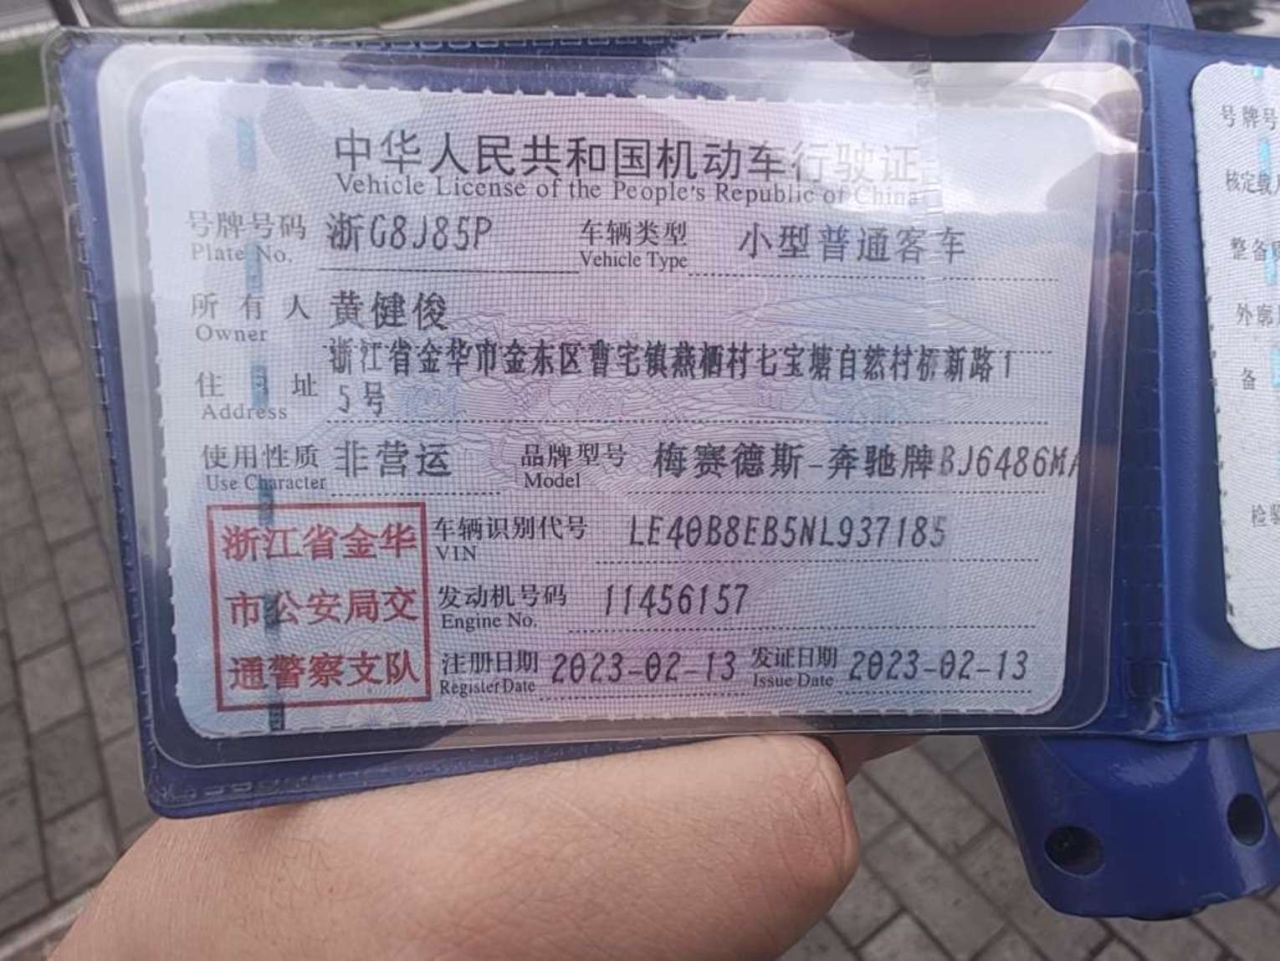 中华人民共和国机动车行驶证
Vehicle License of the People's Republic of China
号牌号码 浙G8J85P 车辆类型 小型普通客车
Plate No. Vehicle Type
所有人 黄健俊
Owner
浙江省金华市金东区曹宅镇燕栖村七宝塘自然村桥新路1
住址 5号
Address
使用性质 非营运 品牌型号 梅赛德斯-奔驰牌BJ6486M
Use Character Model
浙江省金华 车辆识别代号 LE40B8EB5NL937185
VIN
市公安局交 发动机号码 11456157
Engine No.
通警察支队 注册日期 2023-02-13 发证日期 2023-02-13
Register Date Issue Date
号牌号
核定载
整备
外廓
备
检验